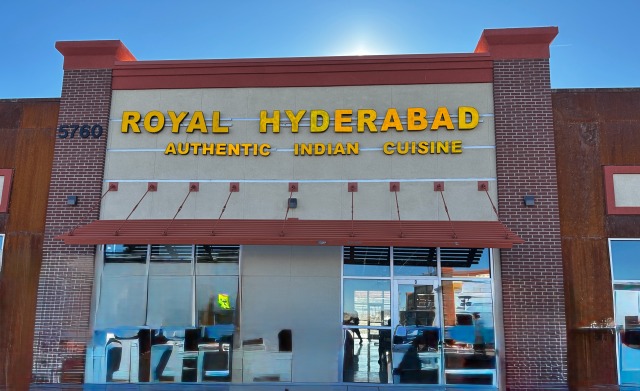 5760
ROYAL HYDERABAD
AUTHENTIC INDIAN CUISINE